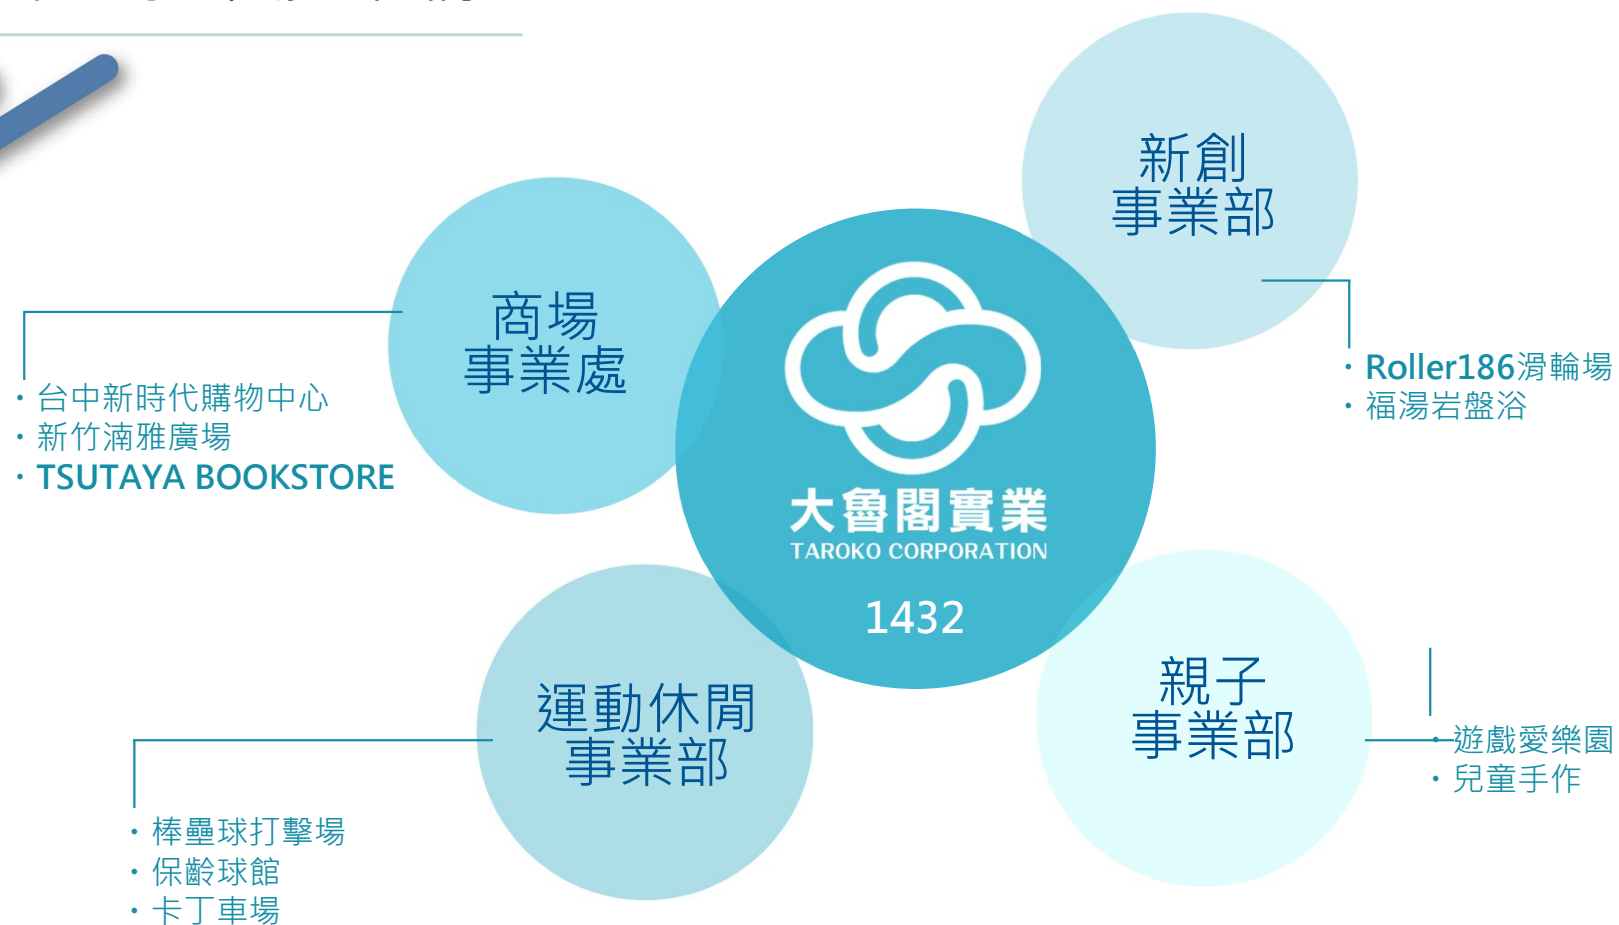 新創
事業部
・Roller186滑輪場
・福湯岩盤浴
商場
事業處
・台中新時代購物中心
・新竹湳雅廣場
・TSUTAYA BOOKSTORE
大魯閣實業
TAROKO CORPORATION
1432
運動休閒
事業部
・棒壘球打擊場
・保齡球館
・卡丁車場
親子
事業部
・遊戲愛樂園
・兒童手作